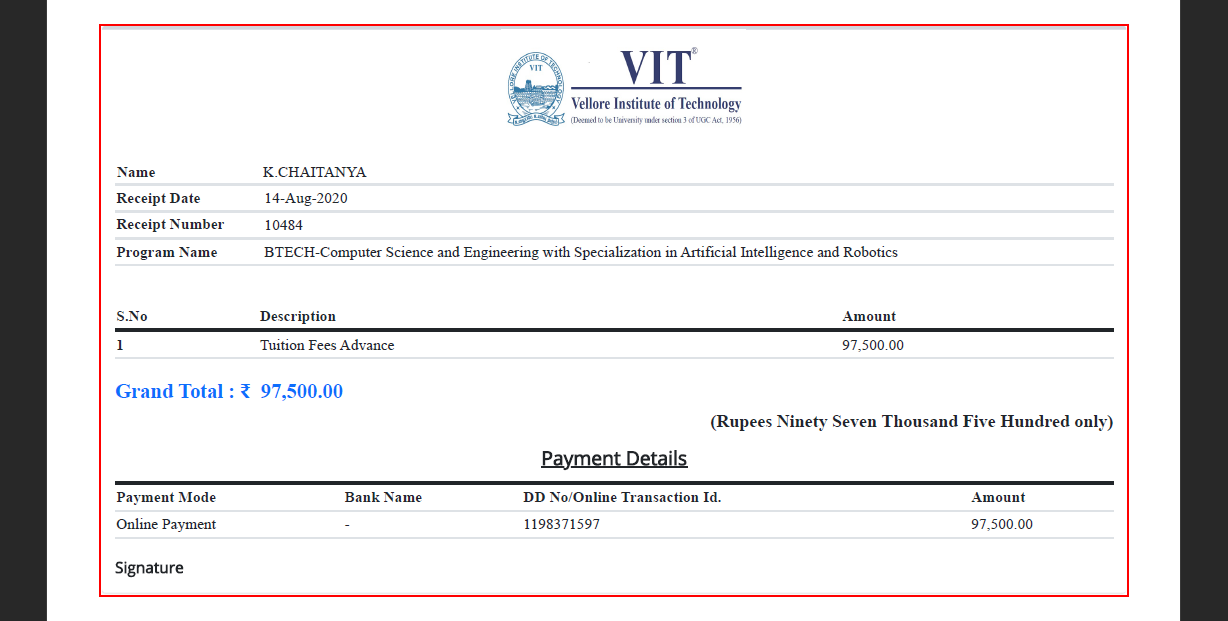 VIT®
VELLORE INSTITUTE OF TECHNOLOGY
VIT
Vellore Institute of Technology
(Deemed to be University under section 3 of UGC Act, 1956)
Name K.CHAITANYA
Receipt Date 14-Aug-2020
Receipt Number 10484
Program Name BTECH-Computer Science and Engineering with Specialization in Artificial Intelligence and Robotics
S.No Description Amount
1 Tuition Fees Advance 97,500.00
Grand Total : ₹ 97,500.00
(Rupees Ninety Seven Thousand Five Hundred only)
Payment Details
Payment Mode Bank Name DD No/Online Transaction Id. Amount
Online Payment - 1198371597 97,500.00
Signature